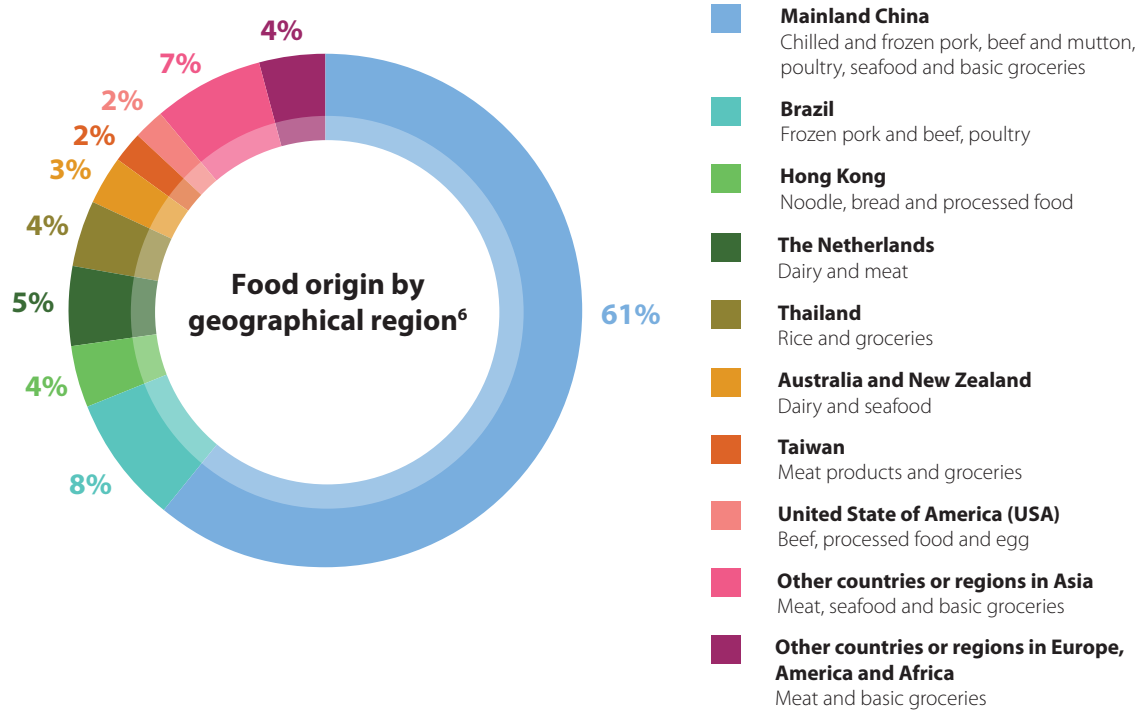 4%
7%
2%
2%
3%
4%
5%
4%
8%
61%
Food origin by
geographical region6
Mainland China
Chilled and frozen pork, beef and mutton,
poultry, seafood and basic groceries
Brazil
Frozen pork and beef, poultry
Hong Kong
Noodle, bread and processed food
The Netherlands
Dairy and meat
Thailand
Rice and groceries
Australia and New Zealand
Dairy and seafood
Taiwan
Meat products and groceries
United State of America (USA)
Beef, processed food and egg
Other countries or regions in Asia
Meat, seafood and basic groceries
Other countries or regions in Europe,
America and Africa
Meat and basic groceries